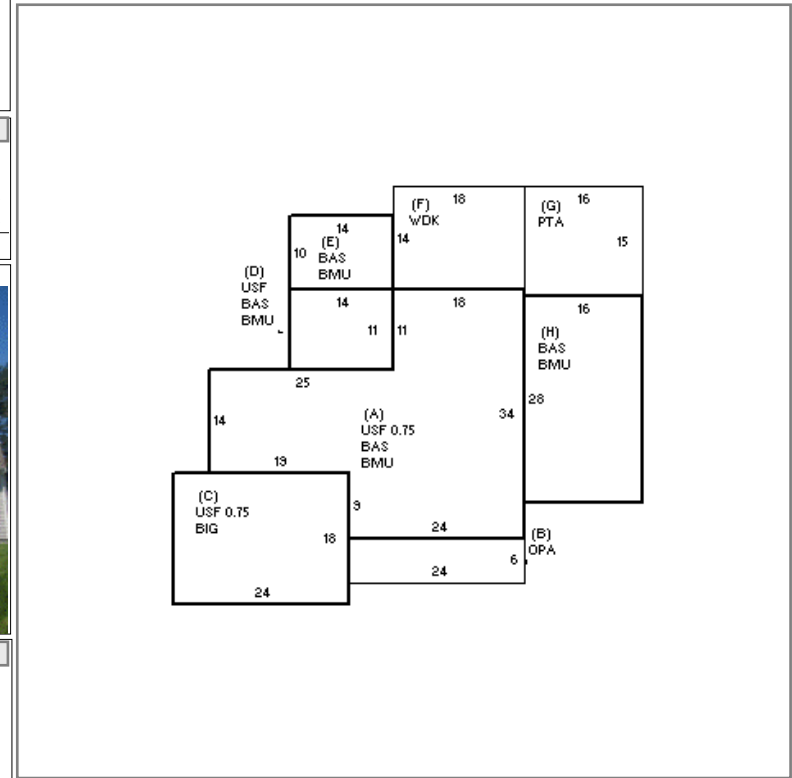 18
16
(F)
WDK
(G)
PTA
14
14
15
10
(E)
BAS
BMU
(D)
USF
BAS
BMU
14
18
16
11
11
(H)
BAS
BMU
25
28
14
(A)
USF 0.75
BAS
BMU
34
19
(C)
USF 0.75
BIG
9
18
24
(B)
OPA
6
24
24